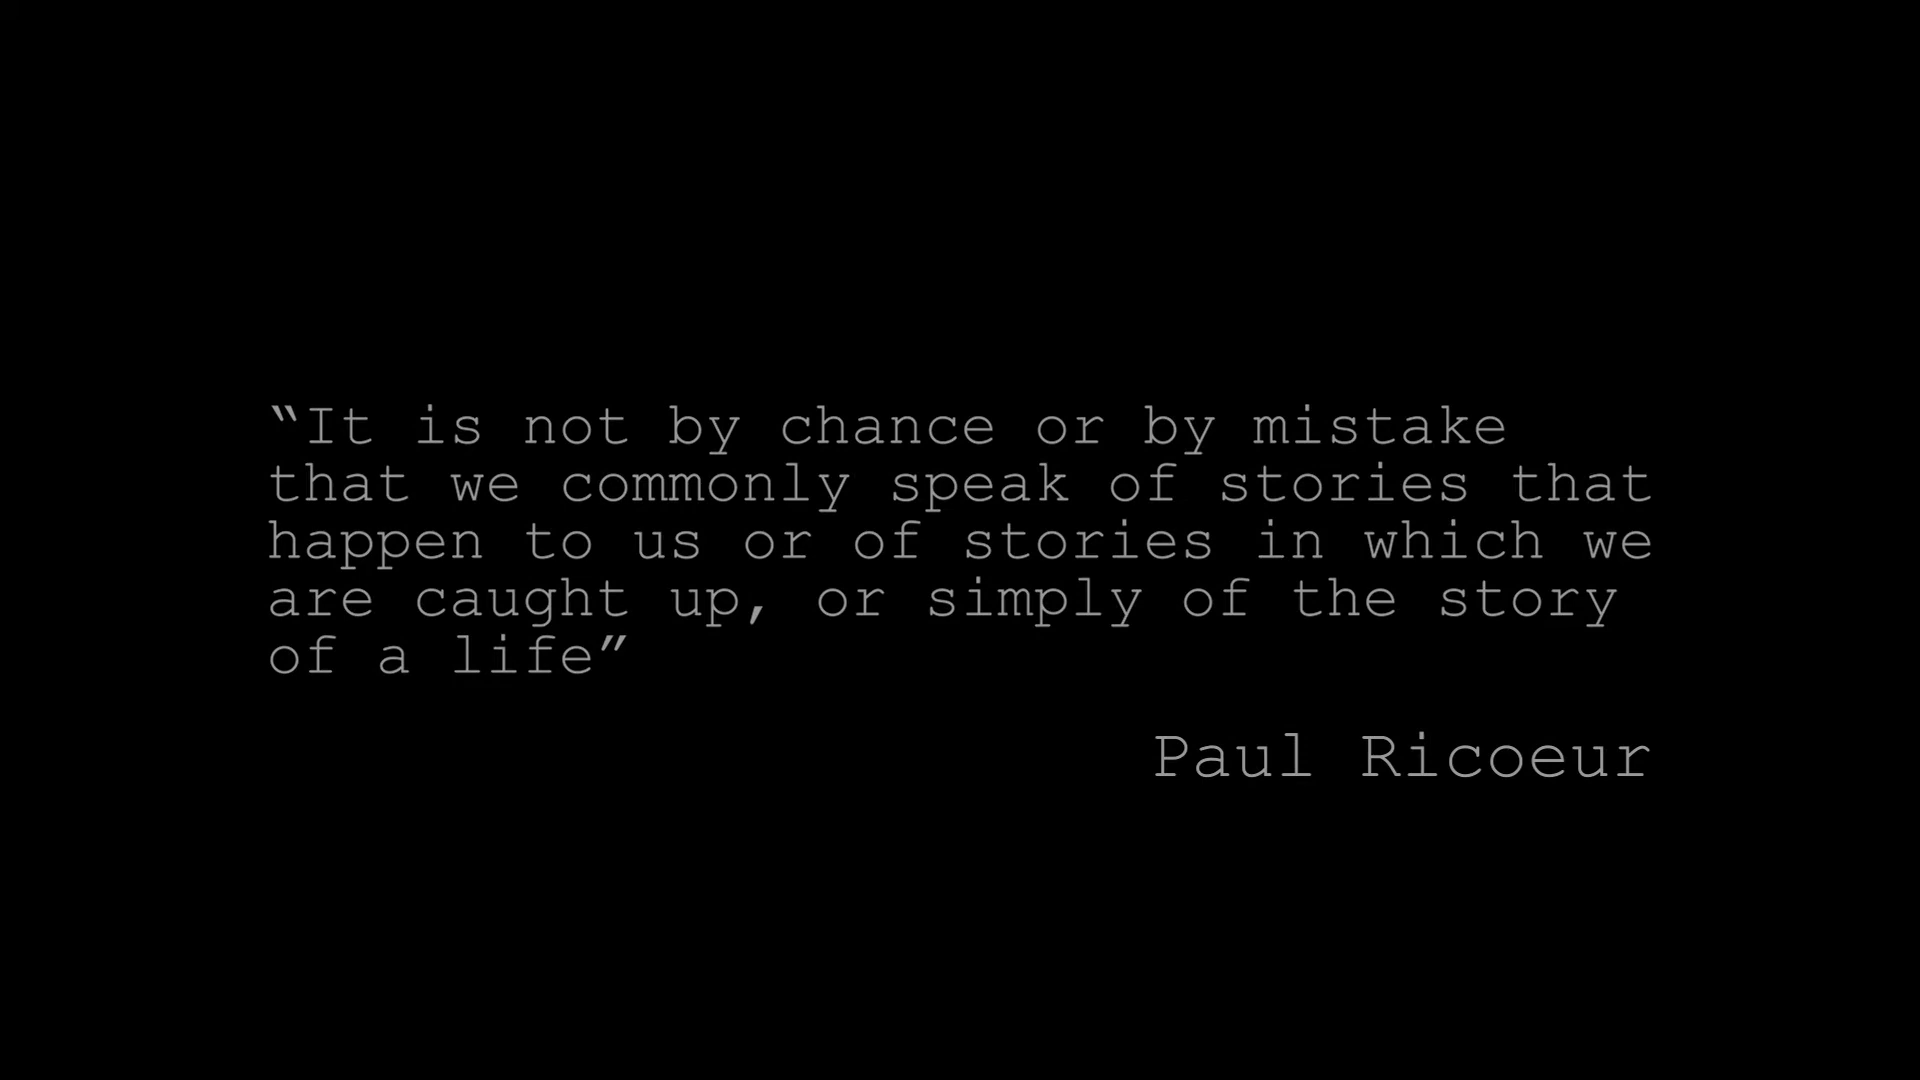 “It is not by chance or by mistake
that we commonly speak of stories that
happen to us or of stories in which we
are caught up, or simply of the story
of a life”
Paul Ricoeur